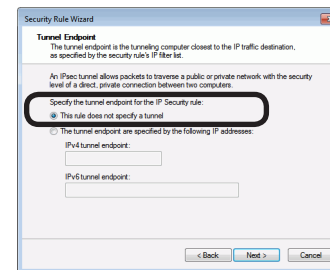 Security Rule Wizard
Tunnel Endpoint
The tunnel endpoint is the tunneling computer closest to the IP traffic destination,
as specified by the security rule's IP filter list.
An IPsec tunnel allows packets to traverse a public or private network with the security
level of a direct, private connection between two computers.
Specify the tunnel endpoint for the IP Security rule:
This rule does not specify a tunnel
The tunnel endpoint are specified by the following IP addresses:
IPv4 tunnel endpoint:
IPv6 tunnel endpoint:
< Back
Next >
Cancel